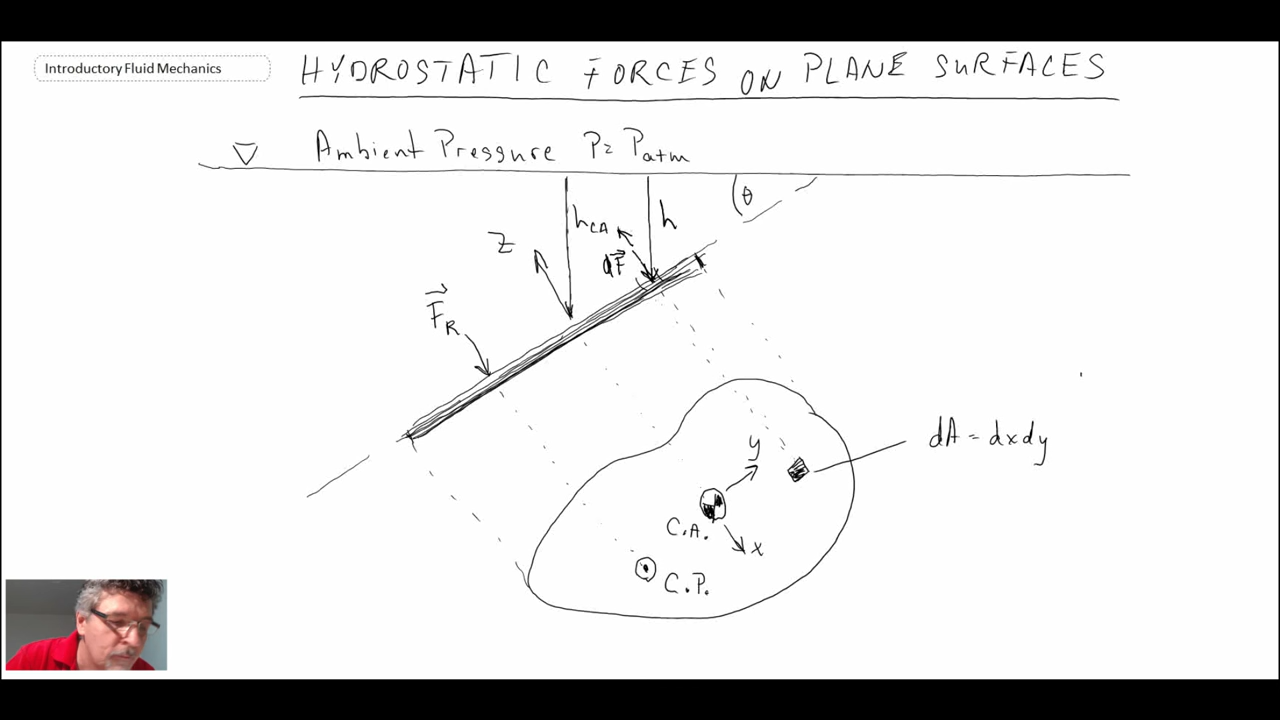 Introductory Fluid Mechanics
HYDROSTATIC FORCES ON PLANE SURFACES
Ambient Pressure P= Patm
θ
hCA
h
z
dF
FR
y
dA = dxdy
C.A.
x
C.P.